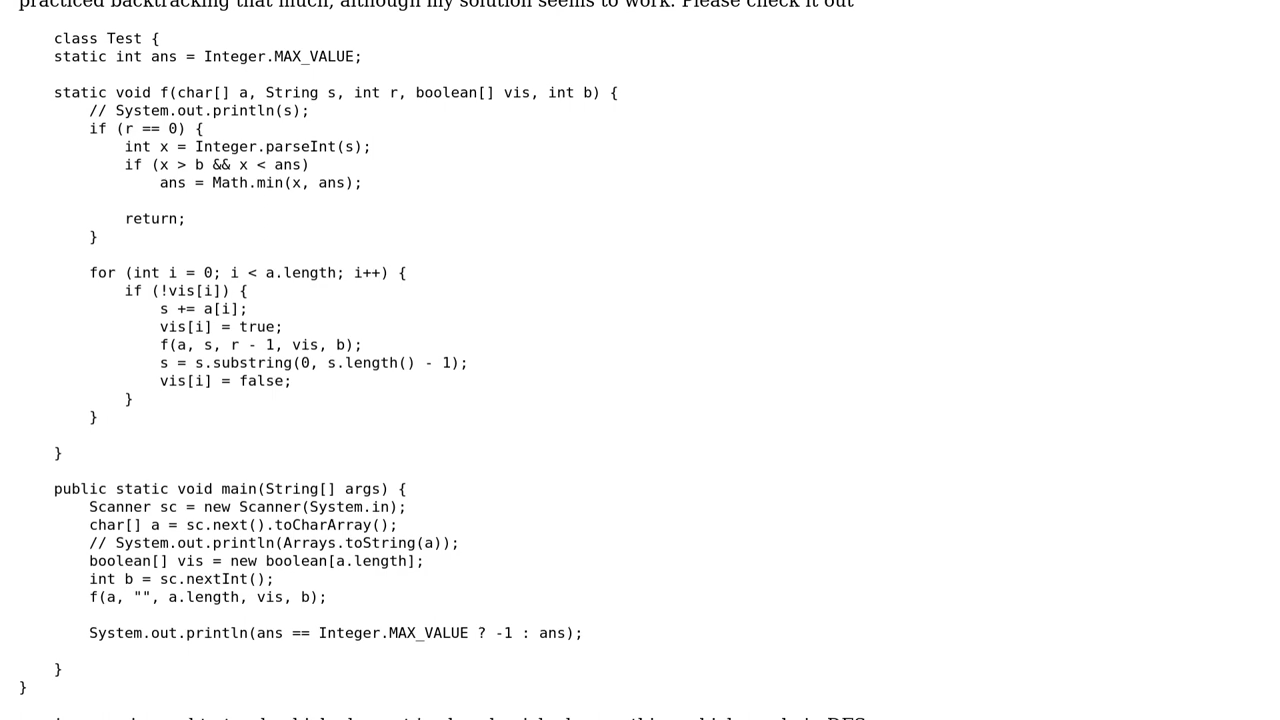 practiced backtracking that much, although my solution seems to work. Please check it out
class Test {
static int ans = Integer.MAX_VALUE;
static void f(char[] a, String s, int r, boolean[] vis, int b) {
// System.out.println(s);
if (r == 0) {
int x = Integer.parseInt(s);
if (x > b && x < ans)
ans = Math.min(x, ans);
return;
}
for (int i = 0; i < a.length; i++) {
if (!vis[i]) {
s += a[i];
vis[i] = true;
f(a, s, r - 1, vis, b);
s = s.substring(0, s.length() - 1);
vis[i] = false;
}
}
}
public static void main(String[] args) {
Scanner sc = new Scanner(System.in);
char[] a = sc.next().toCharArray();
// System.out.println(Arrays.toString(a));
boolean[] vis = new boolean[a.length];
int b = sc.nextInt();
f(a, "", a.length, vis, b);
System.out.println(ans == Integer.MAX_VALUE ? -1 : ans);
}
}